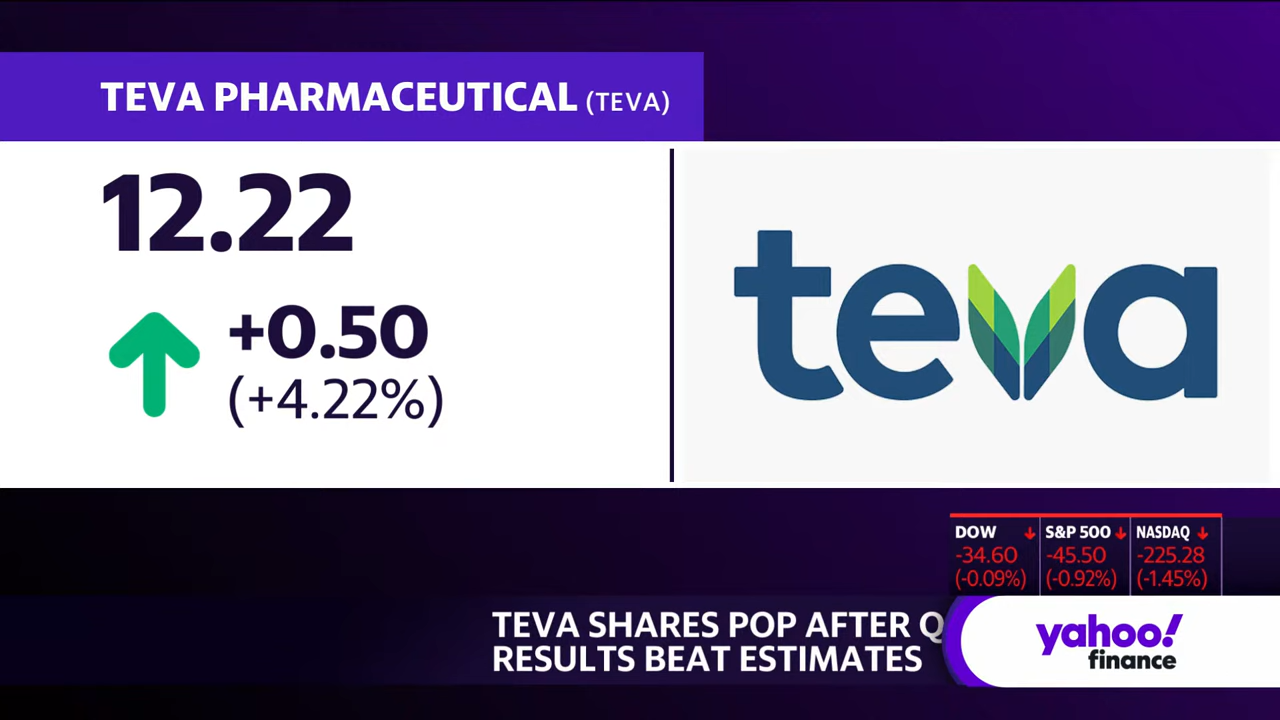 TEVA PHARMACEUTICAL (TEVA)
12.22
+0.50
(+4.22%)
teva
DOW
-34.60
(-0.09%)
S&P 500
-45.50
(-0.92%)
NASDAQ
-225.28
(-1.45%)
TEVA SHARES POP AFTER Q
RESULTS BEAT ESTIMATES
yahoo!
finance